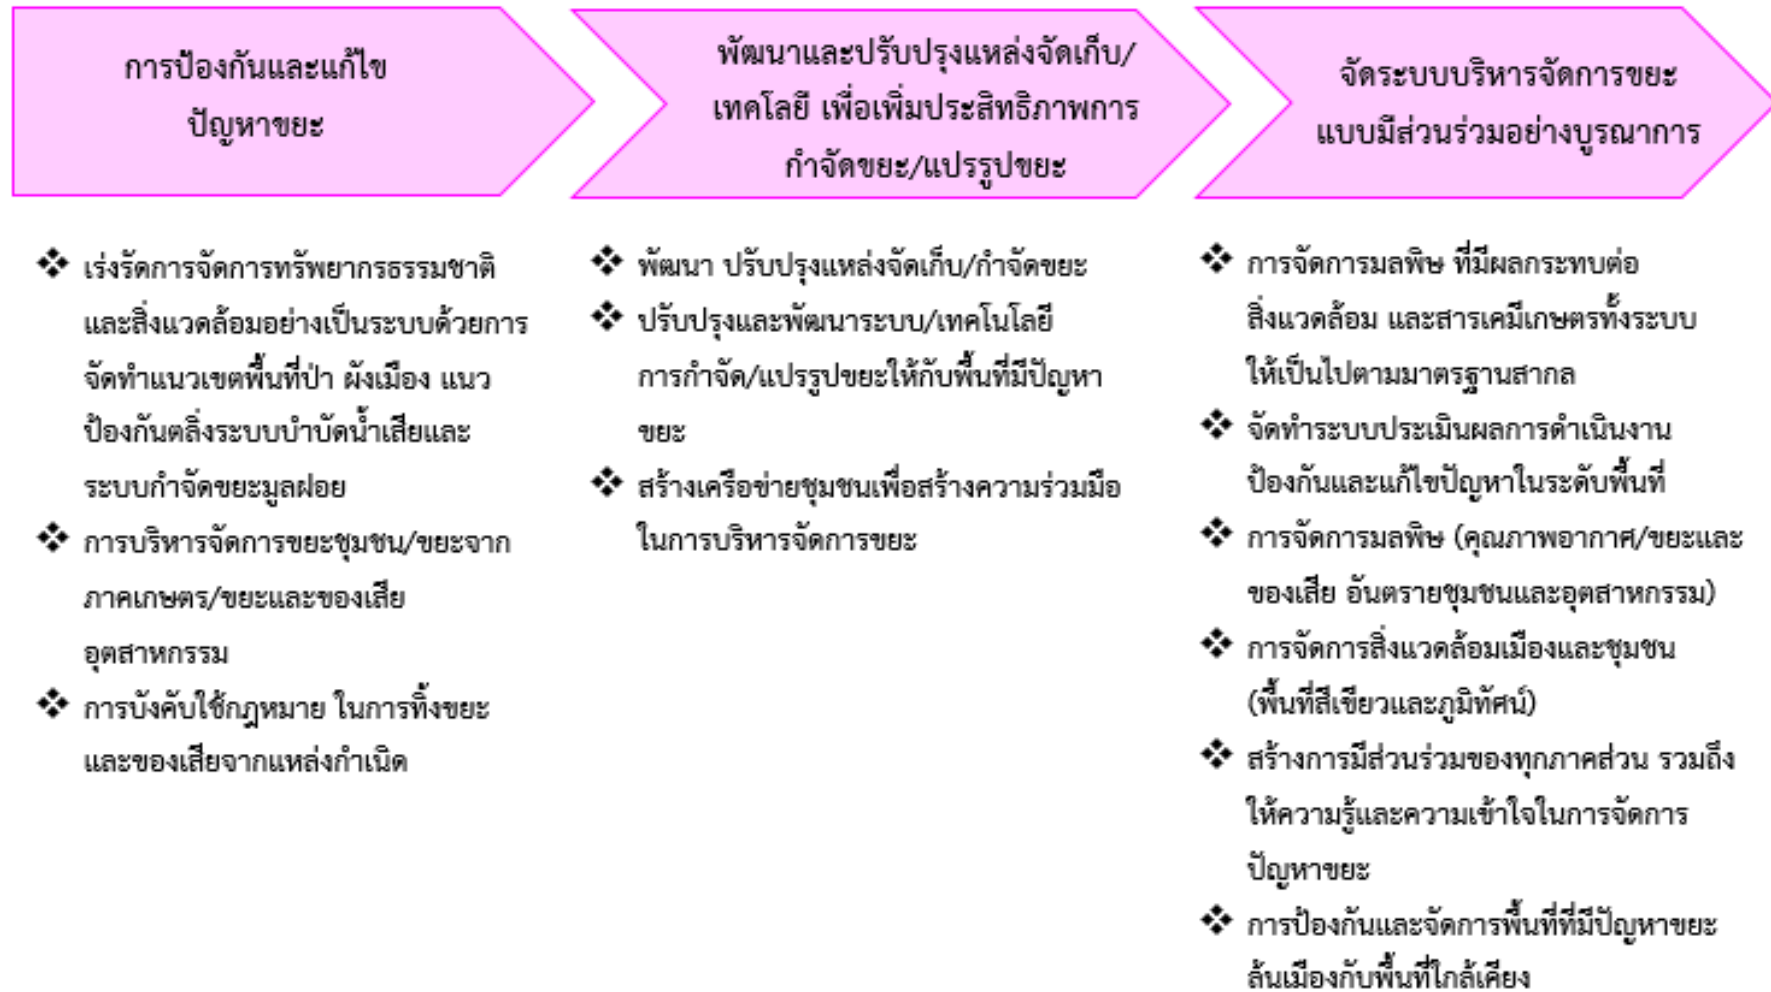 การป้องกันและแก้ไข
ปัญหาขยะ
พัฒนาและปรับปรุงแหล่งจัดเก็บ/
เทคโลยี เพื่อเพิ่มประสิทธิภาพการ
กำจัดขยะ/แปรรูปขยะ
จัดระบบบริหารจัดการขยะ
แบบมีส่วนร่วมอย่างบูรณาการ
❖ เร่งรัดการจัดการทรัพยากรธรรมชาติ
และสิ่งแวดล้อมอย่างเป็นระบบด้วยการ
จัดทำแนวเขตพื้นที่ป่า ผังเมือง แนว
ป้องกันตลิ่งระบบบำบัดน้ำเสียและ
ระบบกำจัดขยะมูลฝอย
❖ การบริหารจัดการขยะชุมชน/ขยะจาก
ภาคเกษตร/ขยะและของเสีย
อุตสาหกรรม
❖ การบังคับใช้กฎหมาย ในการทิ้งขยะ
และของเสียจากแหล่งกำเนิด
❖ พัฒนา ปรับปรุงแหล่งจัดเก็บ/กำจัดขยะ
❖ ปรับปรุงและพัฒนาระบบ/เทคโนโลยี
การกำจัด/แปรรูปขยะให้กับพื้นที่มีปัญหา
ขยะ
❖ สร้างเครือข่ายชุมชนเพื่อสร้างความร่วมมือ
ในการบริหารจัดการขยะ
❖ การจัดการมลพิษ ที่มีผลกระทบต่อ
สิ่งแวดล้อม และสารเคมีเกษตรทั้งระบบ
ให้เป็นไปตามมาตรฐานสากล
❖ จัดทำระบบประเมินผลการดำเนินงาน
ป้องกันและแก้ไขปัญหาในระดับพื้นที่
❖ การจัดการมลพิษ (คุณภาพอากาศ/ขยะและ
ของเสีย อันตรายชุมชนและอุตสาหกรรม)
❖ การจัดการสิ่งแวดล้อมเมืองและชุมชน
(พื้นที่สีเขียวและภูมิทัศน์)
❖ สร้างการมีส่วนร่วมของทุกภาคส่วน รวมถึง
ให้ความรู้และความเข้าใจในการจัดการ
ปัญหาขยะ
❖ การป้องกันและจัดการพื้นที่ที่มีปัญหาขยะ
ล้นเมืองกับพื้นที่ใกล้เคียง